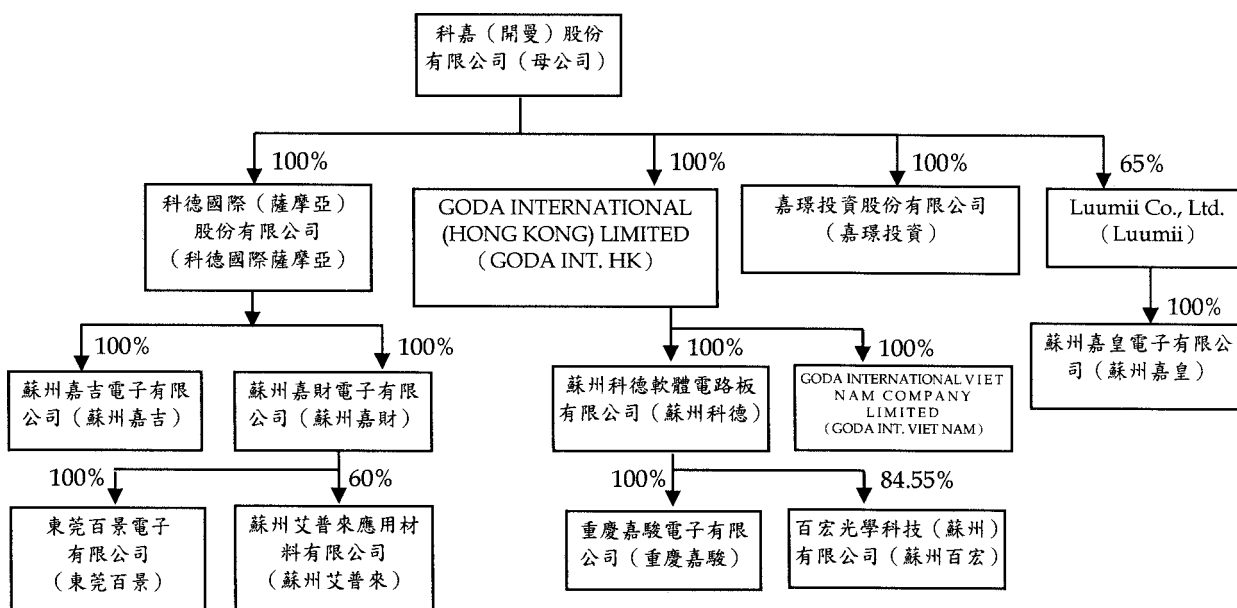 科嘉（開曼）股份
有限公司（母公司）
100%
100%
100%
65%
科德國際（薩摩亞）
股份有限公司
（科德國際薩摩亞）
GODA INTERNATIONAL
(HONG KONG) LIMITED
（GODA INT. HK）
嘉璟投資股份有限公司
（嘉璟投資）
Luumii Co., Ltd.
（Luumii）
100%
100%
100%
100%
100%
蘇州嘉吉電子有限
公司（蘇州嘉吉）
蘇州嘉財電子有限
公司（蘇州嘉財）
蘇州科德軟體電路板
有限公司（蘇州科德）
GODA INTERNATIONAL VIET
NAM COMPANY
LIMITED
（GODA INT. VIET NAM）
蘇州嘉皇電子有限公
司（蘇州嘉皇）
100%
60%
100%
84.55%
東莞百景電子
有限公司
（東莞百景）
蘇州艾普來應用材
料有限公司
（蘇州艾普來）
重慶嘉駿電子有限
公司（重慶嘉駿）
百宏光學科技（蘇州）
有限公司（蘇州百宏）